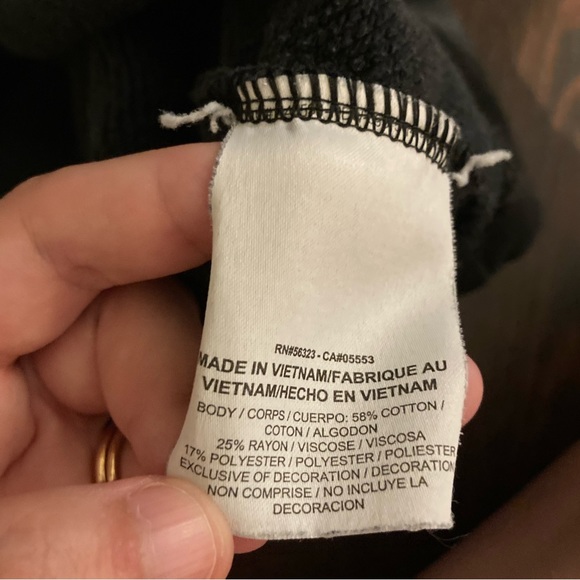 RN#56323 - CA#05553
MADE IN VIETNAM/FABRIQUE AU
VIETNAM/HECHO EN VIETNAM
BODY / CORPS / CUERPO: 58% COTTON /
COTON / ALGODON
25% RAYON / VISCOSE / VISCOSA
17% POLYESTER / POLYESTER / POLIESTER
EXCLUSIVE OF DECORATION / DECORATION
NON COMPRISE / NO INCLUYE LA
DECORACION